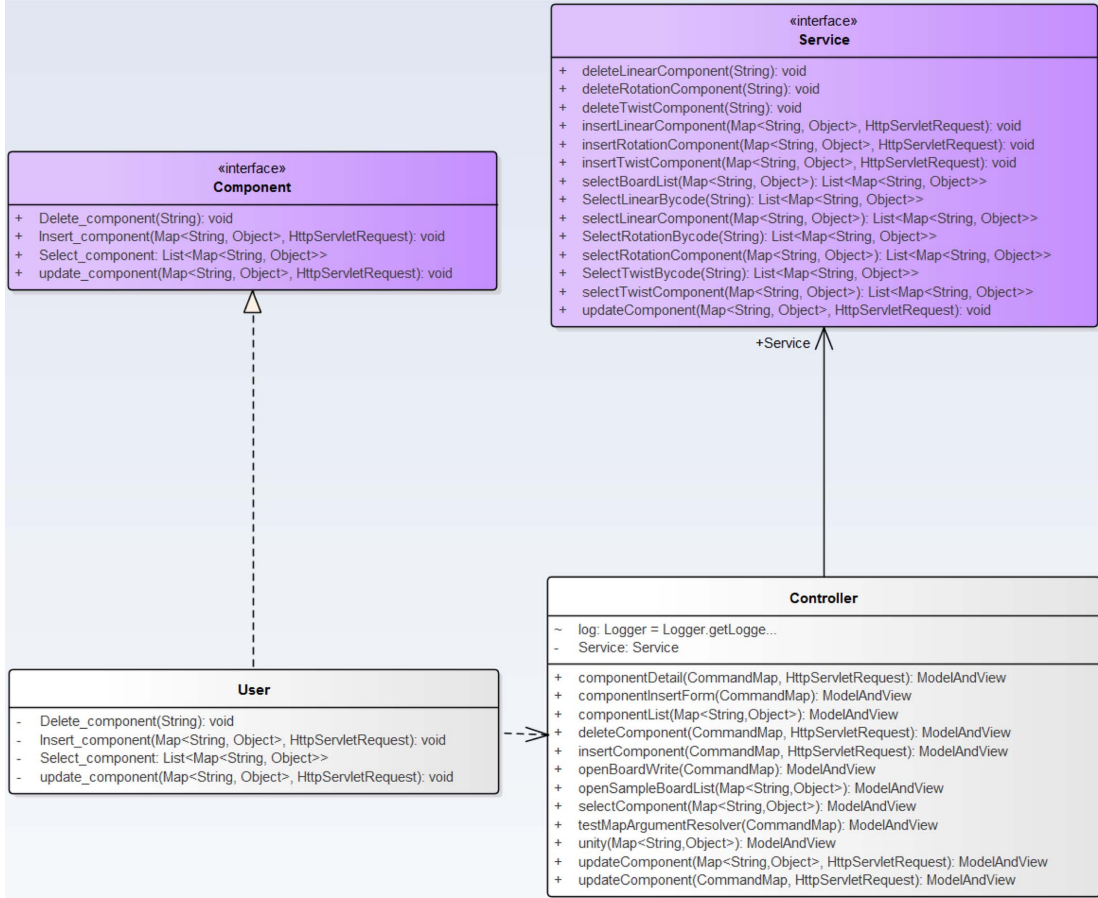 «interface»
Service
+ deleteLinearComponent(String): void
+ deleteRotationComponent(String): void
+ deleteTwistComponent(String): void
+ insertLinearComponent(Map<String, Object>, HttpServletRequest): void
+ insertRotationComponent(Map<String, Object>, HttpServletRequest): void
+ insertTwistComponent(Map<String, Object>, HttpServletRequest): void
+ selectBoardList(Map<String, Object>): List<Map<String, Object>>
+ SelectLinearBycode(String): List<Map<String, Object>>
+ selectLinearComponent(Map<String, Object>): List<Map<String, Object>>
+ SelectRotationBycode(String): List<Map<String, Object>>
+ selectRotationComponent(Map<String, Object>): List<Map<String, Object>>
+ SelectTwistBycode(String): List<Map<String, Object>>
+ selectTwistComponent(Map<String, Object>): List<Map<String, Object>>
+ updateComponent(Map<String, Object>, HttpServletRequest): void
«interface»
Component
+ Delete_component(String): void
+ Insert_component(Map<String, Object>, HttpServletRequest): void
+ Select_component: List<Map<String, Object>>
+ update_component(Map<String, Object>, HttpServletRequest): void
+Service
User
- Delete_component(String): void
- Insert_component(Map<String, Object>, HttpServletRequest): void
- Select_component: List<Map<String, Object>>
- update_component(Map<String, Object>, HttpServletRequest): void
Controller
~ log: Logger = Logger.getLogge...
- Service: Service
+ componentDetail(CommandMap, HttpServletRequest): ModelAndView
+ componentInsertForm(CommandMap): ModelAndView
+ componentList(Map<String,Object>): ModelAndView
+ deleteComponent(CommandMap, HttpServletRequest): ModelAndView
+ insertComponent(CommandMap, HttpServletRequest): ModelAndView
+ openBoardWrite(CommandMap): ModelAndView
+ openSampleBoardList(Map<String,Object>): ModelAndView
+ selectComponent(Map<String,Object>): ModelAndView
+ testMapArgumentResolver(CommandMap): ModelAndView
+ unity(Map<String,Object>): ModelAndView
+ updateComponent(Map<String,Object>, HttpServletRequest): ModelAndView
+ updateComponent(CommandMap, HttpServletRequest): ModelAndView